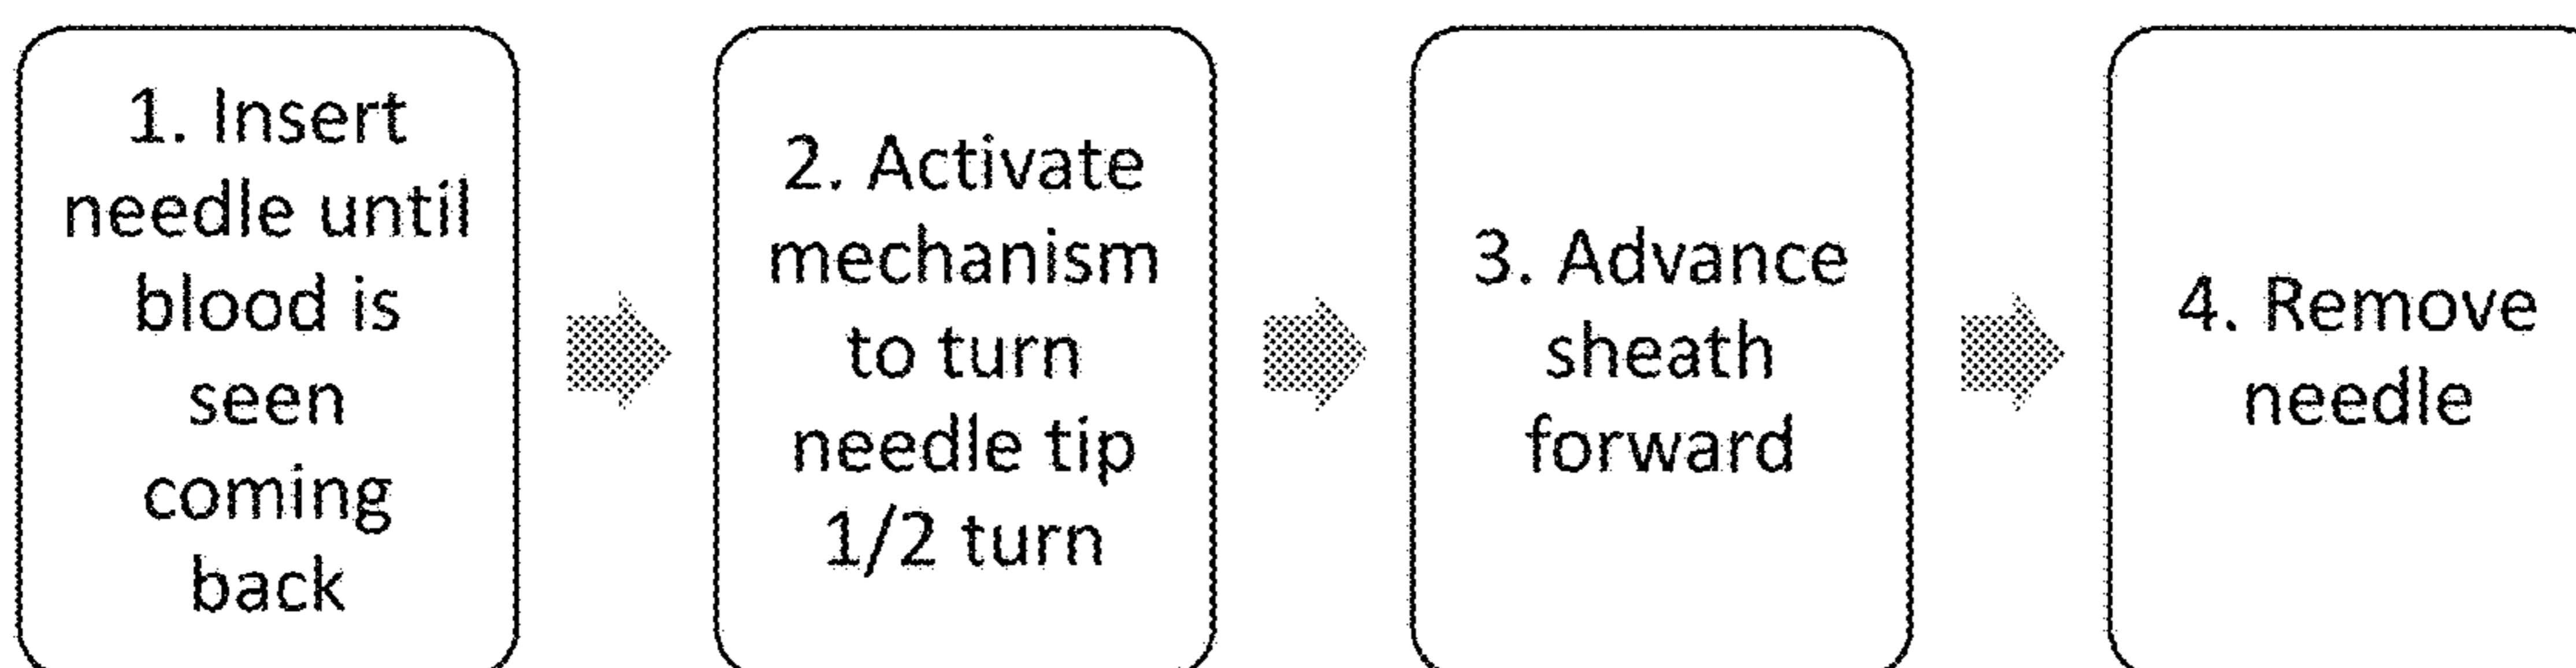 1. Insert
needle until
blood is
seen
coming
back
2. Activate
mechanism
to turn
needle tip
1/2 turn
3. Advance
sheath
forward
4. Remove
needle